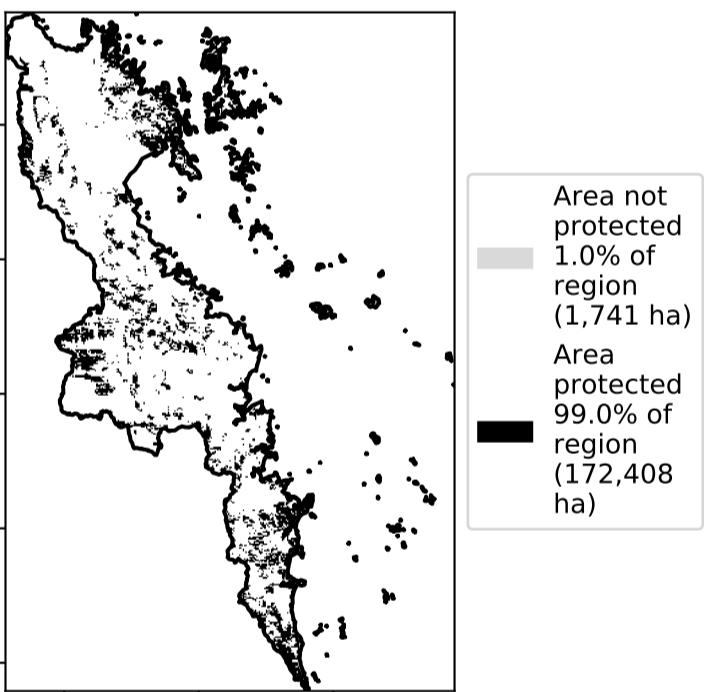 Area not
protected
1.0% of
region
(1,741 ha)
Area
protected
99.0% of
region
(172,408
ha)